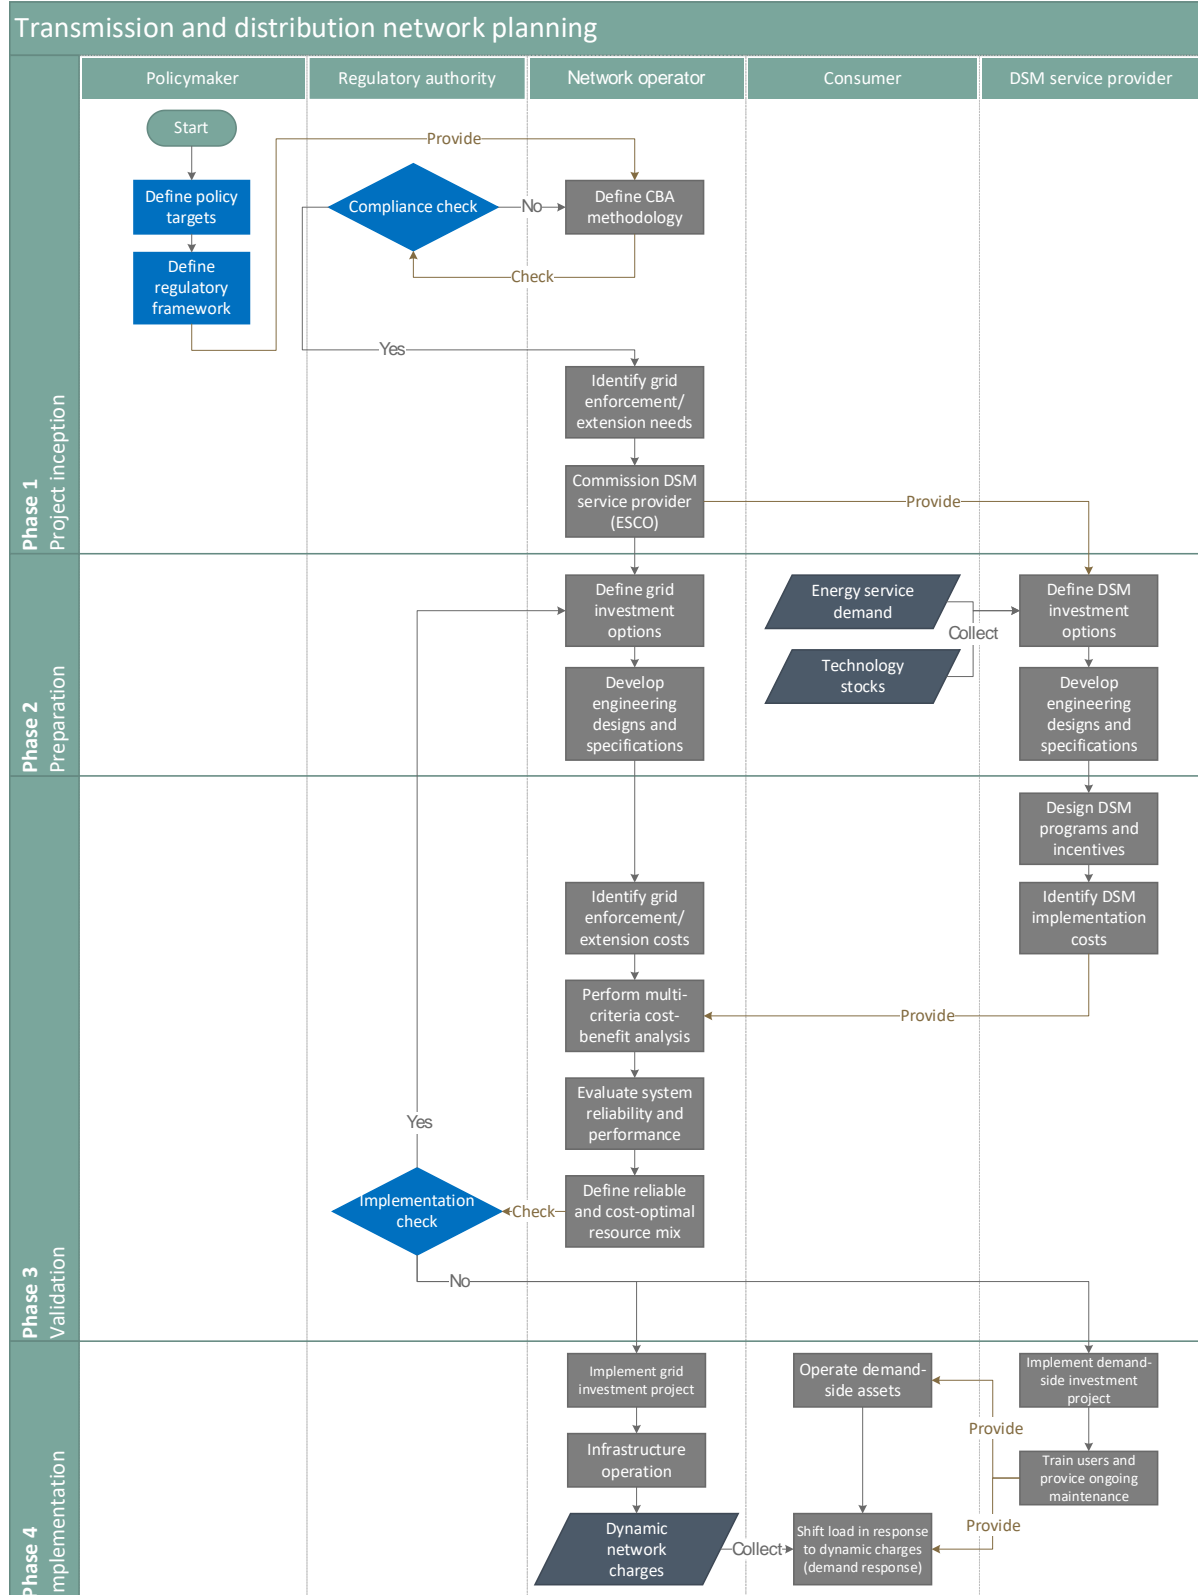 Transmission and distribution network planning
Policymaker
Regulatory authority
Network operator
Consumer
DSM service provider
Phase 1
Project inception
Start
Define policy
targets
Define
regulatory
framework
Provide
Compliance check
No
Define CBA
methodology
Check
Yes
Identify grid
enforcement/
extension needs
Commission DSM
service provider
(ESCO)
Provide
Phase 2
Preparation
Define grid
investment
options
Energy service
demand
Collect
Technology
stocks
Define DSM
investment
options
Develop
engineering
designs and
specifications
Develop
engineering
designs and
specifications
Phase 3
Validation
Design DSM
programs and
incentives
Identify grid
enforcement/
extension costs
Identify DSM
implementation
costs
Perform multi-
criteria cost-
benefit analysis
Provide
Evaluate system
reliability and
performance
Yes
Implementation
check
Check
Define reliable
and cost-optimal
resource mix
No
Phase 4
mplementation
Implement grid
investment project
Operate demand-
side assets
Implement demand-
side investment
project
Provide
Infrastructure
operation
Train users and
provice ongoing
maintenance
Dynamic
network
charges
Collect
Shift load in response
to dynamic charges
(demand response)
Provide